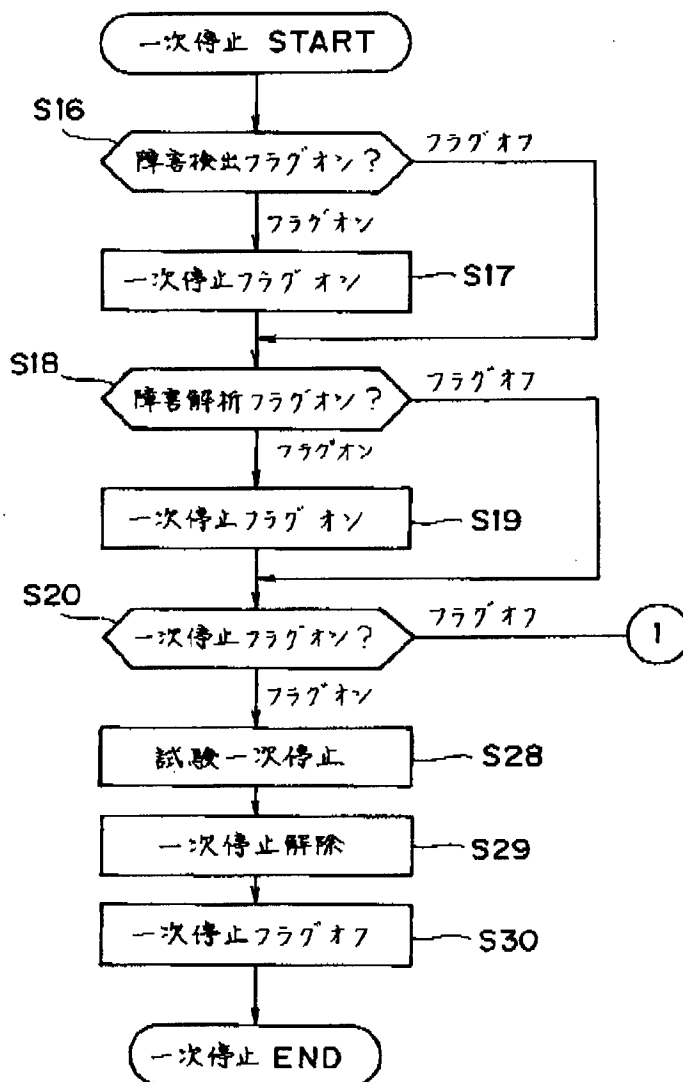 一次停止 START
S16
障害検出フラグオン?
フラグオフ
フラグオン
一次停止フラグオン
S17
S18
障害解析フラグオン?
フラグオフ
フラグオン
一次停止フラグオン
S19
S20
一次停止フラグオン?
フラグオフ
1
フラグオン
試験一次停止
S28
一次停止解除
S29
一次停止フラグオフ
S30
一次停止 END